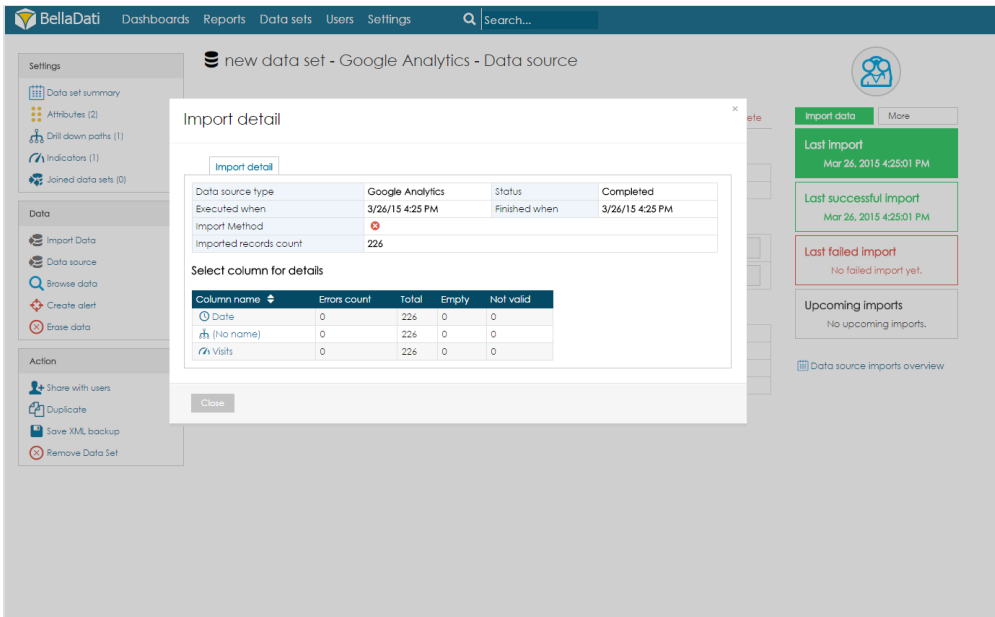 BellaDati Dashboards Reports Data sets Users Settings Search...
new data set - Google Analytics - Data source
Settings
Data set summary
Attributes (2)
Drill down paths (1)
Indicators (1)
Joined data sets (0)
Data
Import Data
Data source
Browse data
Create alert
Erase data
Action
Share with users
Duplicate
Save XML backup
Remove Data Set
Import detail
×
Import detail
Data source type Google Analytics Status Completed
Executed when 3/26/15 4:25 PM Finished when 3/26/15 4:25 PM
Import Method
Imported records count 226
Select column for details
Column name Errors count Total Empty Not valid
Date 0 226 0 0
(No name) 0 226 0 0
Visits 0 226 0 0
Close
Import data More
Last import
Mar 26, 2015 4:25:01 PM
Last successful import
Mar 26, 2015 4:25:01 PM
Last failed import
No failed import yet.
Upcoming imports
No upcoming imports.
Data source imports overview